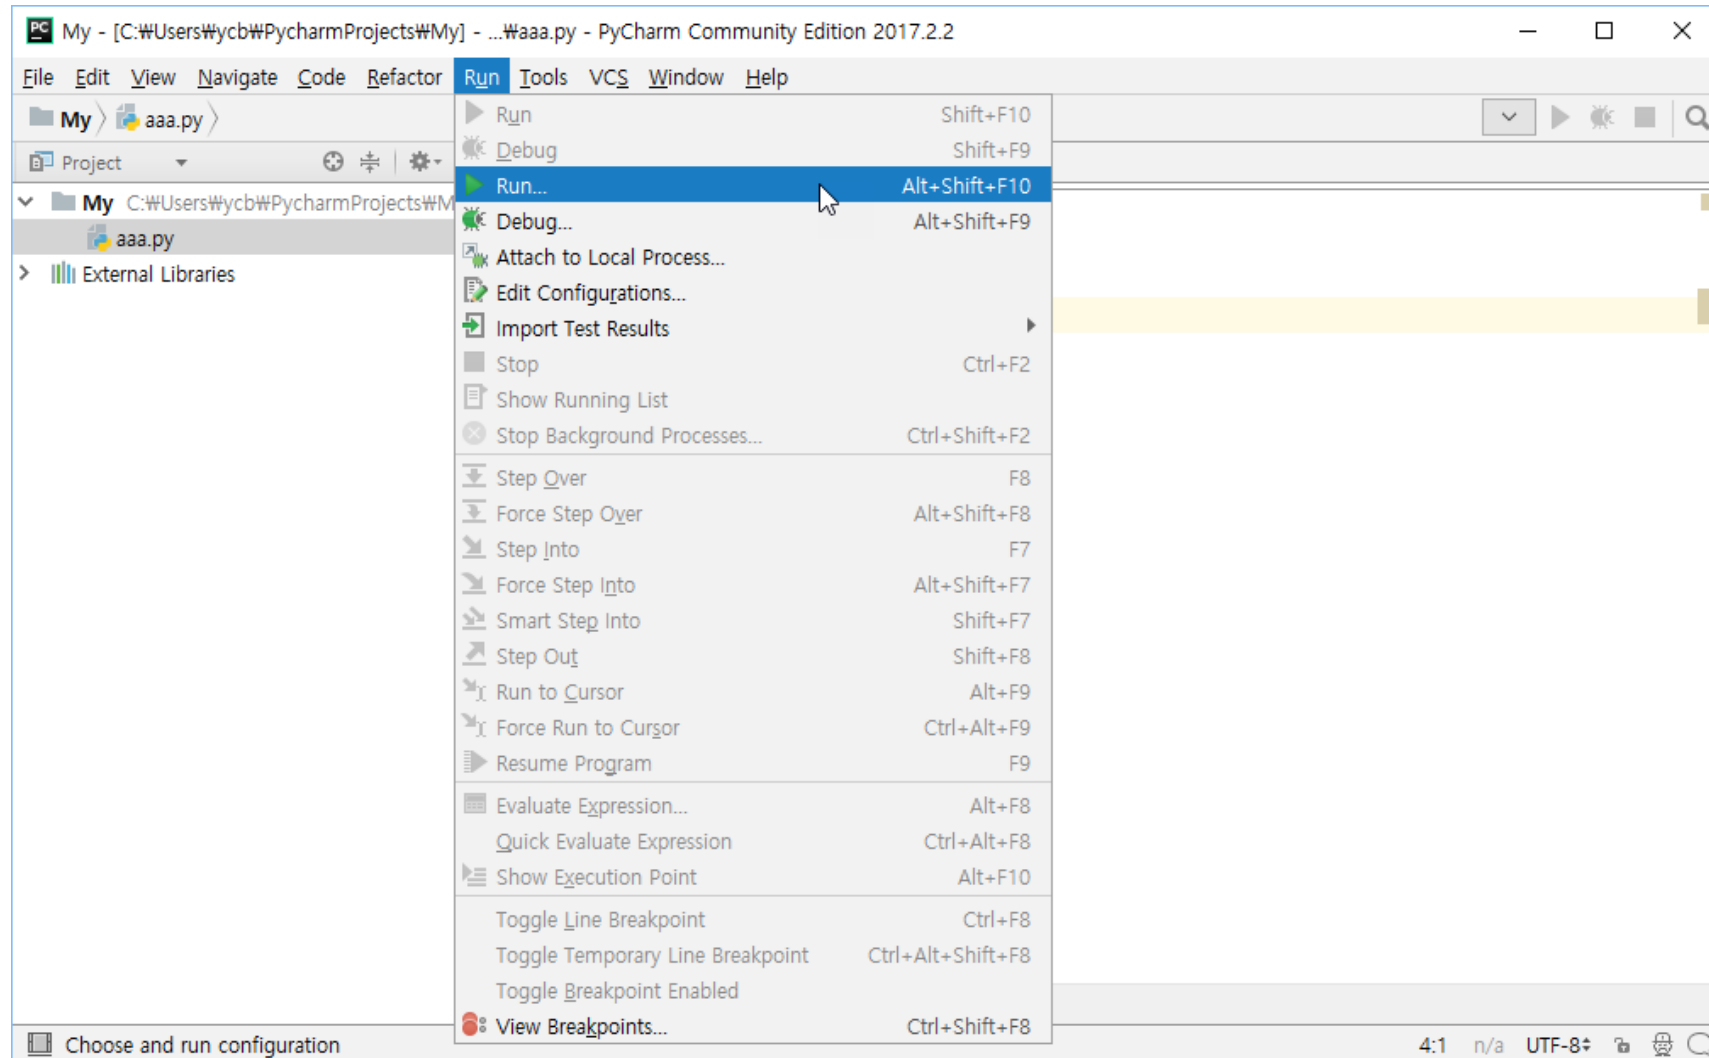 PC My - [C:₩Users₩ycb₩PycharmProjects₩My] - ...₩aaa.py - PyCharm Community Edition 2017.2.2
File Edit View Navigate Code Refactor Run Tools VCS Window Help
My aaa.py
Project
My C:₩Users₩ycb₩PycharmProjects₩M
aaa.py
External Libraries
Run Shift+F10
Debug Shift+F9
Run... Alt+Shift+F10
Debug... Alt+Shift+F9
Attach to Local Process...
Edit Configurations...
Import Test Results
Stop Ctrl+F2
Show Running List
Stop Background Processes... Ctrl+Shift+F2
Step Over F8
Force Step Over Alt+Shift+F8
Step Into F7
Force Step Into Alt+Shift+F7
Smart Step Into Shift+F7
Step Out Shift+F8
Run to Cursor Alt+F9
Force Run to Cursor Ctrl+Alt+F9
Resume Program F9
Evaluate Expression... Alt+F8
Quick Evaluate Expression Ctrl+Alt+F8
Show Execution Point Alt+F10
Toggle Line Breakpoint Ctrl+F8
Toggle Temporary Line Breakpoint Ctrl+Alt+Shift+F8
Toggle Breakpoint Enabled
View Breakpoints... Ctrl+Shift+F8
Choose and run configuration 4:1 n/a UTF-8